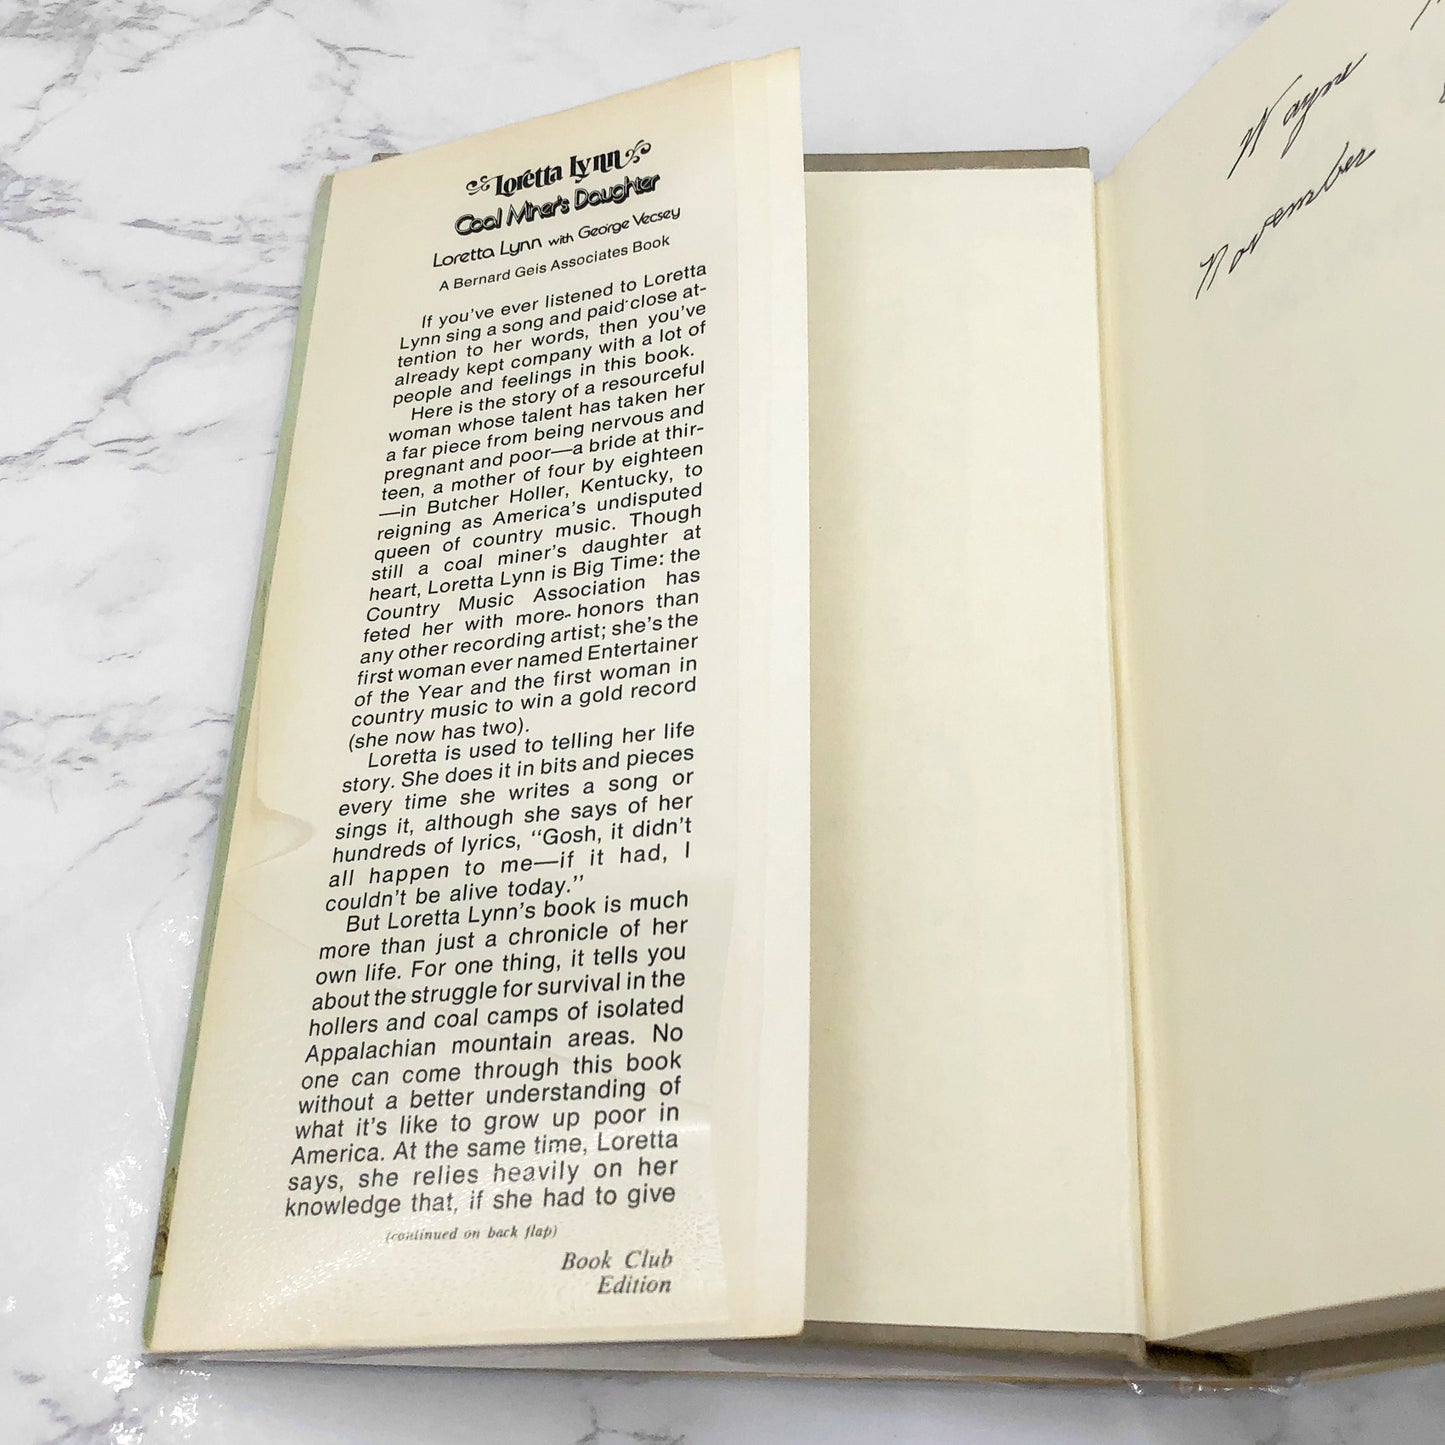 Loretta Lynn
Coal Miner's Daughter
Loretta Lynn with George Vecsey
A Bernard Geis Associates Book
If you've ever listened to Loretta
Lynn sing a song and paid close at-
tention to her words, then you've
already kept company with a lot of
people and feelings in this book.
Here is the story of a resourceful
woman whose talent has taken her
a far piece from being nervous and
pregnant and poor—a bride at thir-
teen, a mother of four by eighteen
—in Butcher Holler, Kentucky, to
reigning as America's undisputed
queen of country music. Though
still a coal miner's daughter at
heart, Loretta Lynn is Big Time: the
Country Music Association has
feted her with more honors than
any other recording artist; she's the
first woman ever named Entertainer
of the Year and the first woman in
country music to win a gold record
(she now has two).
Loretta is used to telling her life
story. She does it in bits and pieces
every time she writes a song or
sings it, although she says of her
hundreds of lyrics, "Gosh, it didn't
all happen to me—if it had, I
couldn't be alive today."
But Loretta Lynn's book is much
more than just a chronicle of her
own life. For one thing, it tells you
about the struggle for survival in the
hollers and coal camps of isolated
Appalachian mountain areas. No
one can come through this book
without a better understanding of
what it's like to grow up poor in
America. At the same time, Loretta
says, she relies heavily on her
knowledge that, if she had to give
(continued on back flap)
Book Club
Edition
Wayne
November